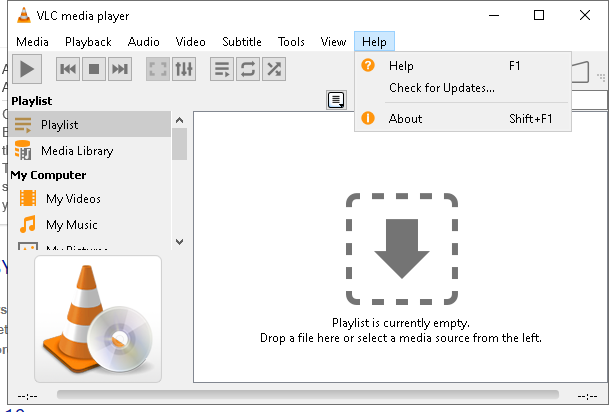 VLC media player
Media Playback Audio Video Subtitle Tools View Help
Help F1
Check for Updates...
About Shift+F1
Playlist
Playlist
Media Library
My Computer
My Videos
My Music
My Pictures
Playlist is currently empty.
Drop a file here or select a media source from the left.
--:-- --:--